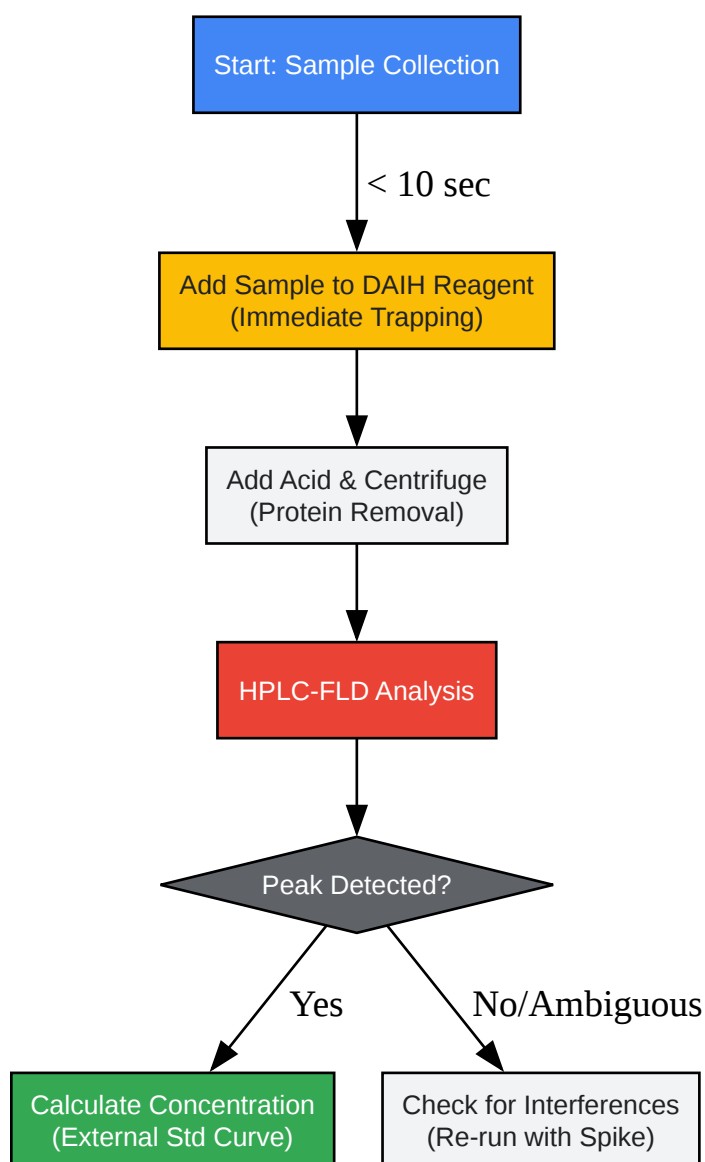 Start: Sample Collection
< 10 sec
Add Sample to DAIH Reagent
(Immediate Trapping)
Add Acid & Centrifuge
(Protein Removal)
HPLC-FLD Analysis
Peak Detected?
Yes
No/Ambiguous
Calculate Concentration
(External Std Curve)
Check for Interferences
(Re-run with Spike)